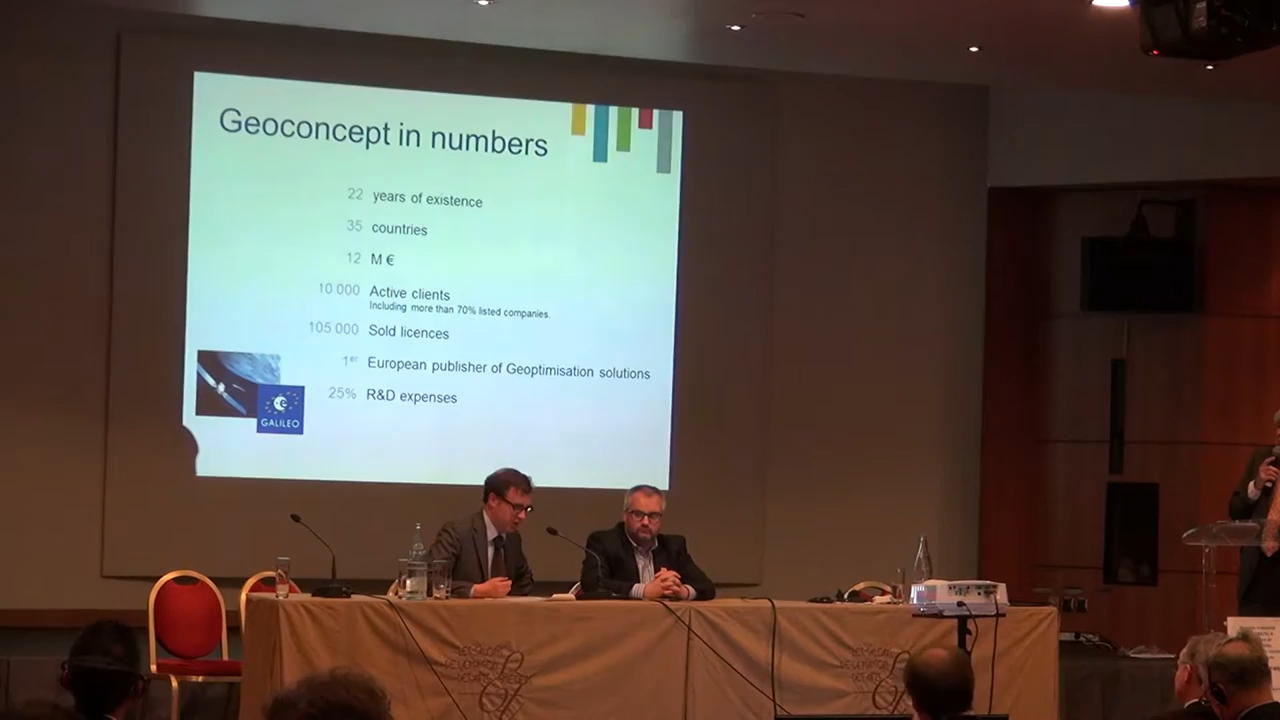 Geoconcept in numbers
22 years of existence
35 countries
12 M €
10 000 Active clients
Including more than 70% listed companies.
105 000 Sold licences
1er European publisher of Geoptimisation solutions
25% R&D expenses
GALILEO